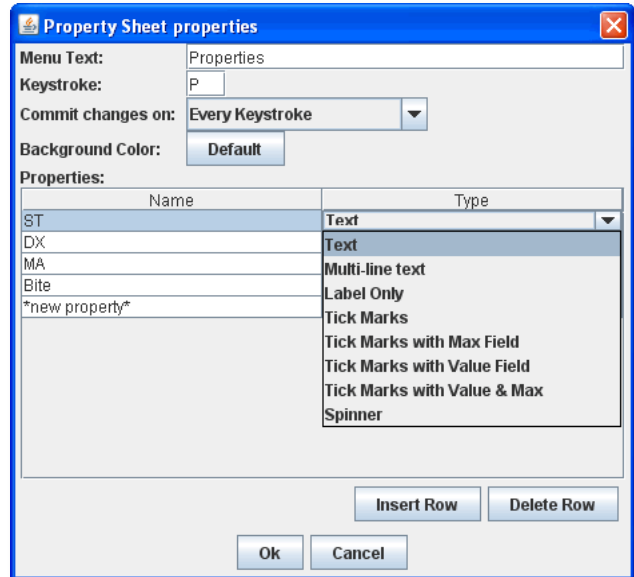 Property Sheet properties
Menu Text: Properties
Keystroke: P
Commit changes on: Every Keystroke
Background Color: Default
Properties:
Name Type
ST Text
DX Text
MA Multi-line text
Bite Label Only
*new property* Tick Marks
Tick Marks with Max Field
Tick Marks with Value Field
Tick Marks with Value & Max
Spinner
Insert Row Delete Row
Ok Cancel